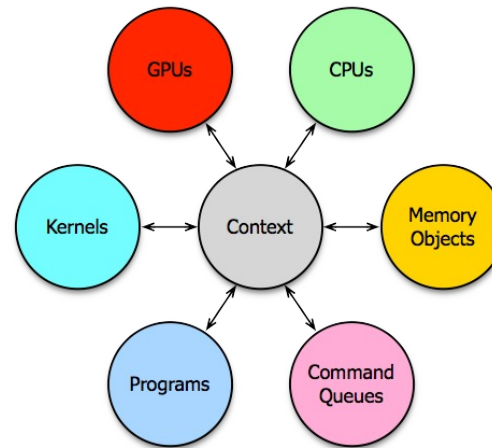 GPUs
CPUs
Kernels
Context
Memory
Objects
Programs
Command
Queues